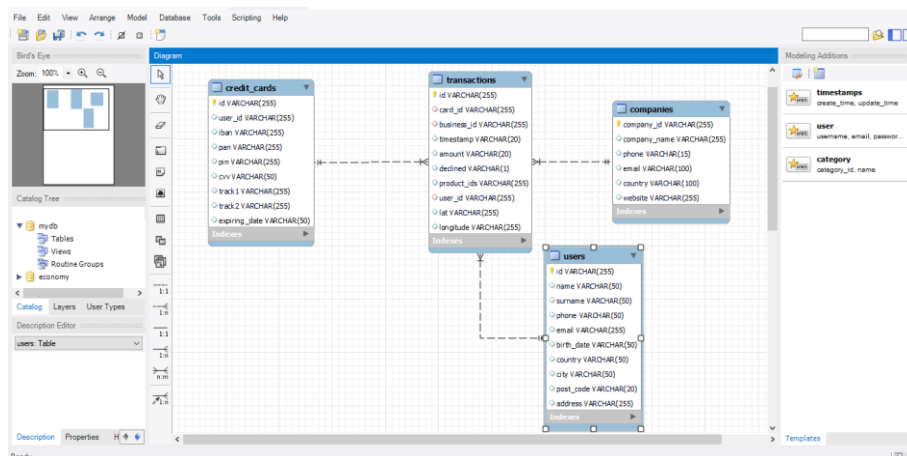 File Edit View Arrange Model Database Tools Scripting Help
Bird's Eye
Zoom: 100%
Catalog Tree
mydb
Tables
Views
Routine Groups
economy
Catalog Layers User Types
Description Editor
users: Table
Description Properties H
Diagram
1:1
1:n
1:1
1:n
n:m
1:n
credit_cards
id VARCHAR(255)
user_id VARCHAR(255)
iban VARCHAR(255)
pan VARCHAR(255)
pin VARCHAR(255)
cvv VARCHAR(50)
track1 VARCHAR(255)
track2 VARCHAR(255)
expiring_date VARCHAR(50)
Indexes
transactions
id VARCHAR(255)
card_id VARCHAR(255)
business_id VARCHAR(255)
timestamp VARCHAR(20)
amount VARCHAR(20)
declined VARCHAR(1)
product_ids VARCHAR(255)
user_id VARCHAR(255)
lat VARCHAR(255)
longitude VARCHAR(255)
Indexes
companies
company_id VARCHAR(255)
company_name VARCHAR(255)
phone VARCHAR(15)
email VARCHAR(100)
country VARCHAR(100)
website VARCHAR(255)
Indexes
users
id VARCHAR(255)
name VARCHAR(50)
surname VARCHAR(50)
phone VARCHAR(50)
email VARCHAR(255)
birth_date VARCHAR(50)
country VARCHAR(50)
city VARCHAR(50)
post_code VARCHAR(20)
address VARCHAR(255)
Indexes
Modeling Additions
timestamps
create_time, update_time
user
username, email, passwor...
category
category_id, name
Templates